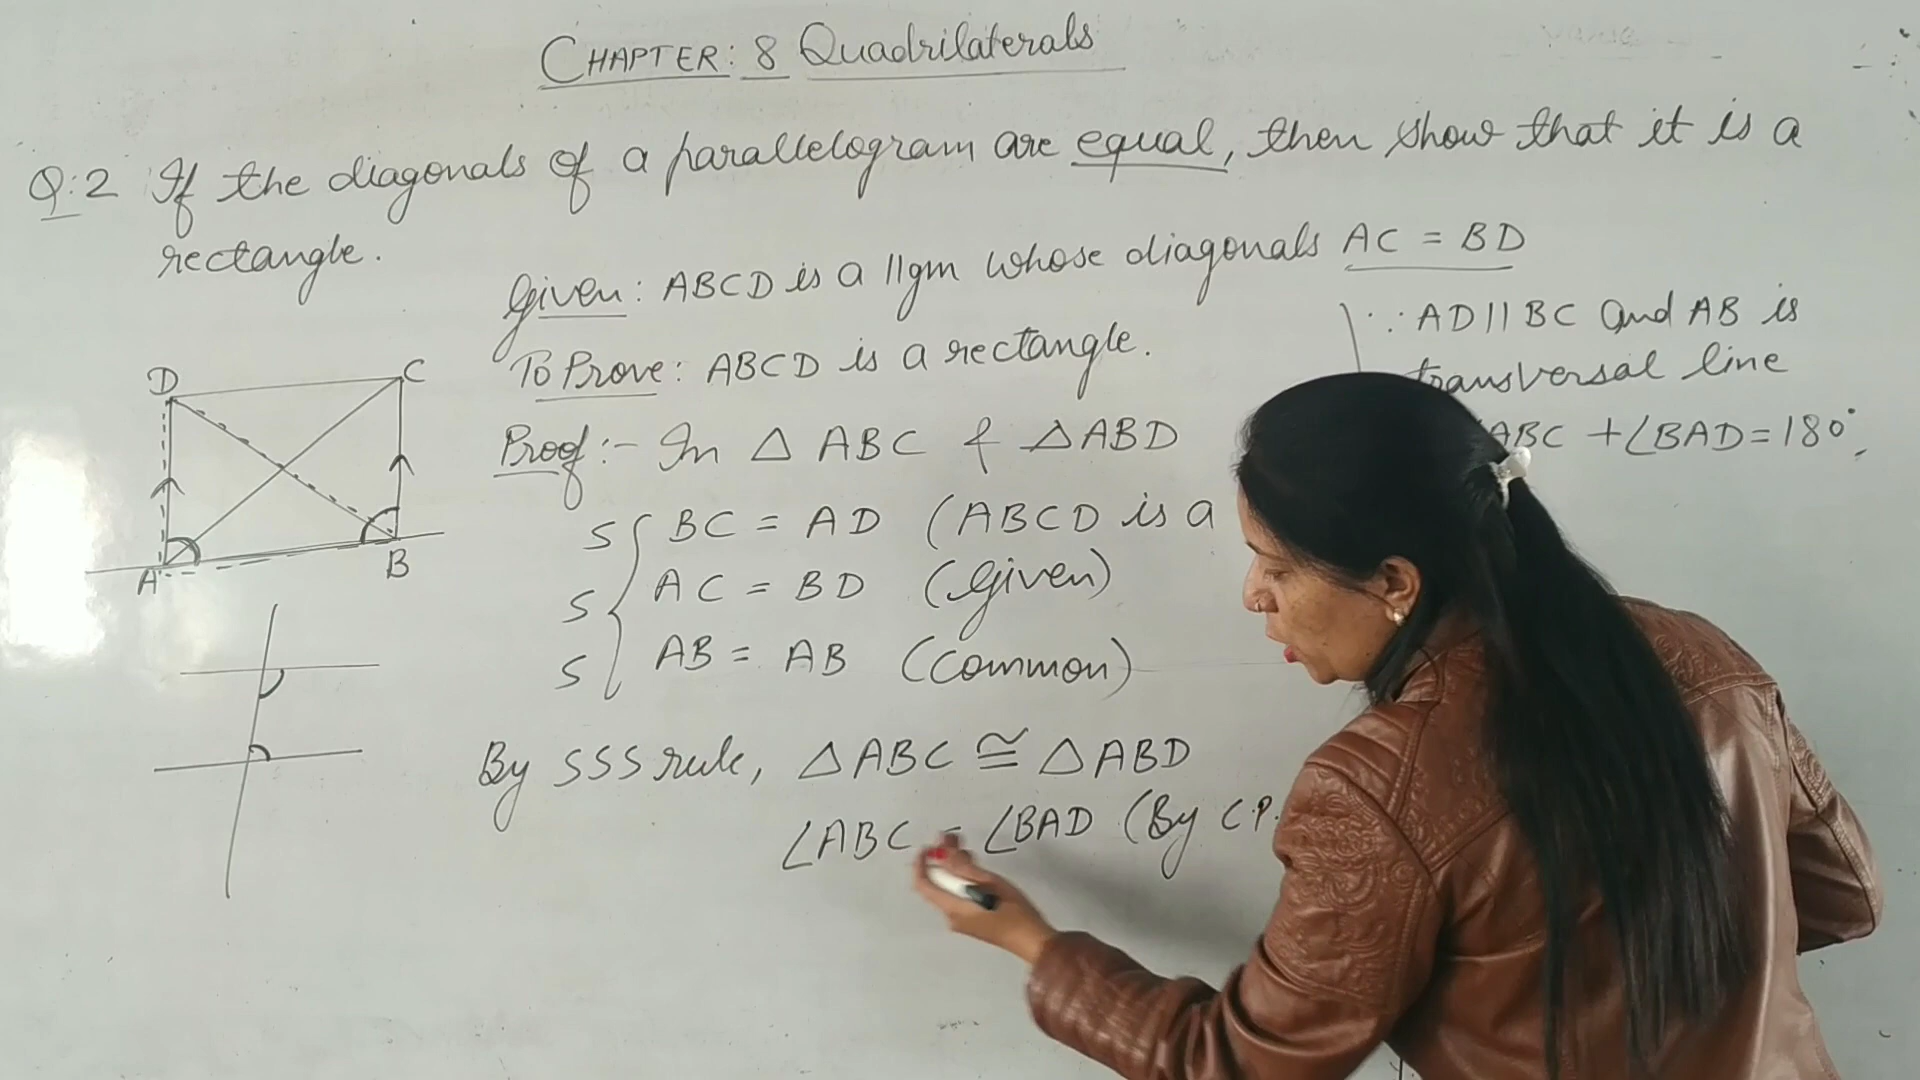 CHAPTER: 8 Quadrilaterals
Q:2 If the diagonals of a parallelogram are equal, then show that it is a
rectangle.
Given: ABCD is a ||gm whose diagonals AC = BD
To Prove: ABCD is a rectangle.
Proof:- In △ ABC & △ABD
S BC = AD (ABCD is a
S AC = BD (Given)
S AB = AB (Common)
By SSS rule, △ABC ≅ △ABD
∠ABC = ∠BAD (By C.P.
∵ AD||BC and AB is
transversal line
ABC + ∠BAD = 180°
D
C
A
B